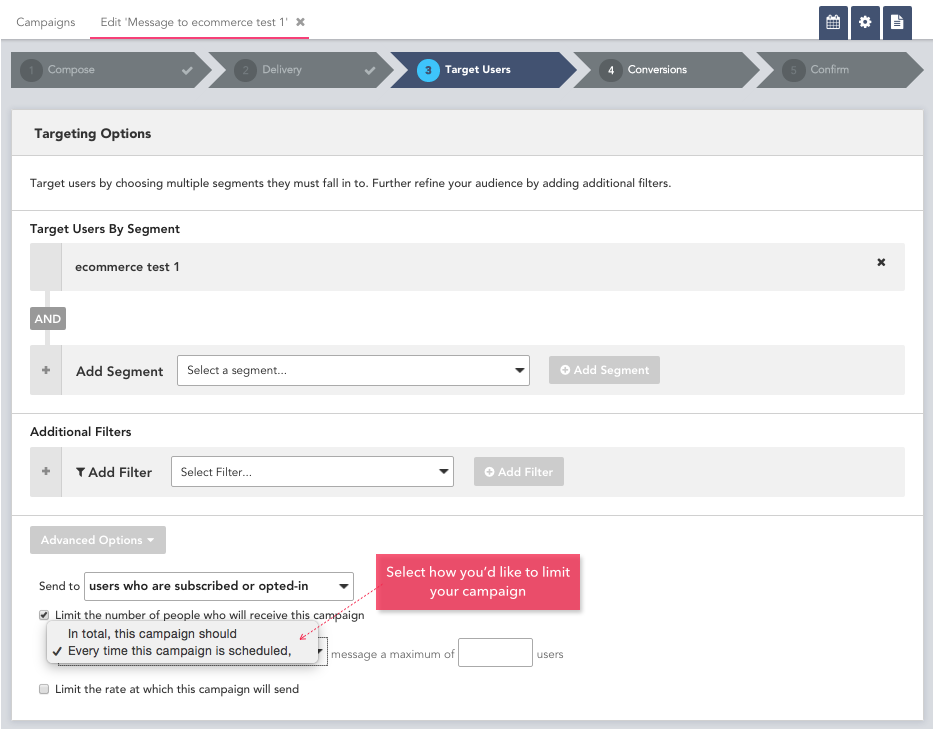 Campaigns
Edit 'Message to ecommerce test 1'
1 Compose
2 Delivery
3 Target Users
4 Conversions
5 Confirm
Targeting Options
Target users by choosing multiple segments they must fall in to. Further refine your audience by adding additional filters.
Target Users By Segment
ecommerce test 1
AND
Add Segment
Select a segment...
Add Segment
Additional Filters
Add Filter
Select Filter...
Add Filter
Advanced Options
Send to users who are subscribed or opted-in
Select how you'd like to limit
your campaign
Limit the number of people who will receive this campaign
In total, this campaign should
Every time this campaign is scheduled,
message a maximum of
users
Limit the rate at which this campaign will send